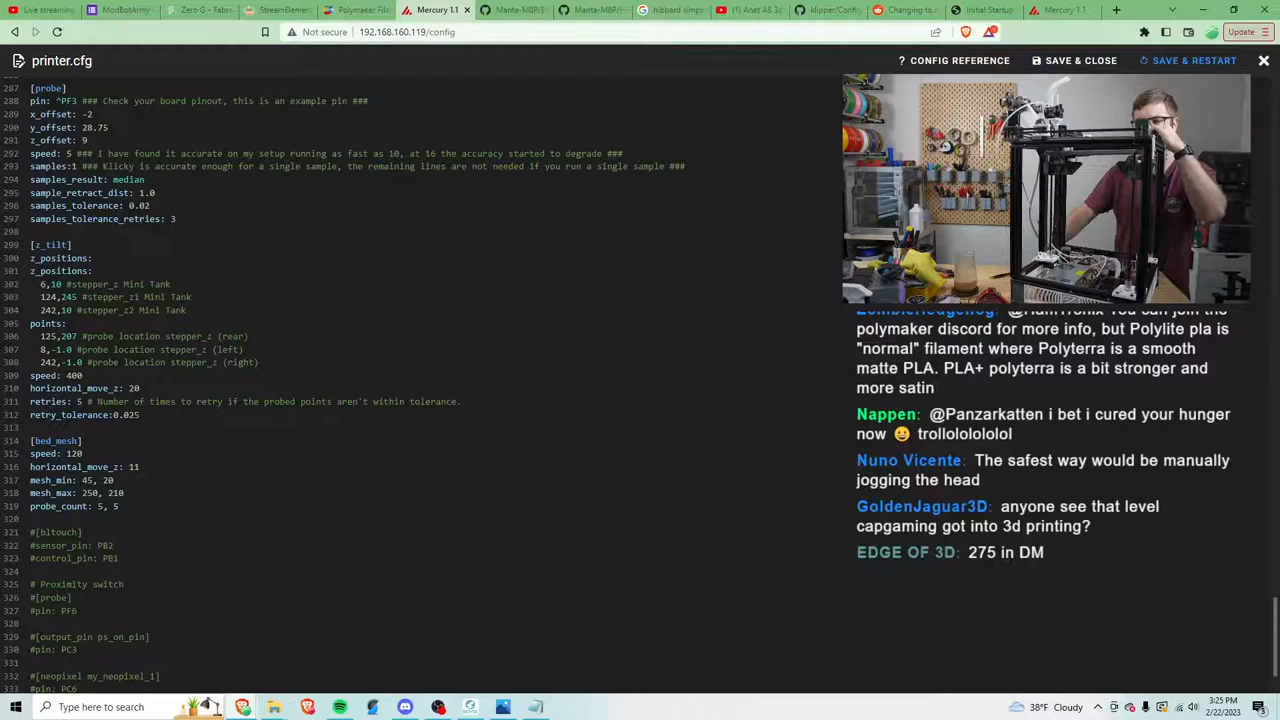 Live streaming
ModBotArmy
Zero G – Fabr
StreamElemen
Polymaker Fila
Mercury 1.1
Manta-M8P/B
Manta-M8P/
hibbard simps
(1) Anet A8 3d
klipper/Config
Changing to c
Initial Startup
Mercury 1.1
Not secure
192.168.160.119/config
Update
printer.cfg
? CONFIG REFERENCE
SAVE & CLOSE
SAVE & RESTART
287 [probe]
288 pin: ^PF3 ### Check your board pinout, this is an example pin ###
289 x_offset: -2
290 y_offset: 28.75
291 z_offset: 9
292 speed: 5 ### I have found it accurate on my setup running as fast as 10, at 16 the accuracy started to degrade ###
293 samples:1 ### Klicky is accurate enough for a single sample, the remaining lines are not needed if you run a single sample ###
294 samples_result: median
295 sample_retract_dist: 1.0
296 samples_tolerance: 0.02
297 samples_tolerance_retries: 3
298
299 [z_tilt]
300 z_positions:
301 z_positions:
302 6,10 #stepper_z Mini Tank
303 124,245 #stepper_z1 Mini Tank
304 242,10 #stepper_z2 Mini Tank
305 points:
306 125,207 #probe location stepper_z (rear)
307 8,-1.0 #probe location stepper_z (left)
308 242,-1.0 #probe location stepper_z (right)
309 speed: 400
310 horizontal_move_z: 20
311 retries: 5 # Number of times to retry if the probed points aren't within tolerance.
312 retry_tolerance:0.025
313
314 [bed_mesh]
315 speed: 120
316 horizontal_move_z: 11
317 mesh_min: 45, 20
318 mesh_max: 250, 210
319 probe_count: 5, 5
320
321 #[bltouch]
322 #sensor_pin: PB2
323 #control_pin: PB1
324
325 # Proximity switch
326 #[probe]
327 #pin: PF6
328
329 #[output_pin ps_on_pin]
330 #pin: PC3
331
332 #[neopixel my_neopixel_1]
333 #pin: PC6
polymaker discord for more info, but Polylite pla is
"normal" filament where Polyterra is a smooth
matte PLA. PLA+ polyterra is a bit stronger and
more satin
Nappen: @Panzarkatten i bet i cured your hunger
now 😀 trollolololololol
Nuno Vicente: The safest way would be manually
jogging the head
GoldenJaguar3D: anyone see that level
capgaming got into 3d printing?
EDGE OF 3D: 275 in DM
Type here to search
38°F Cloudy
3:25 PM
2/22/2023